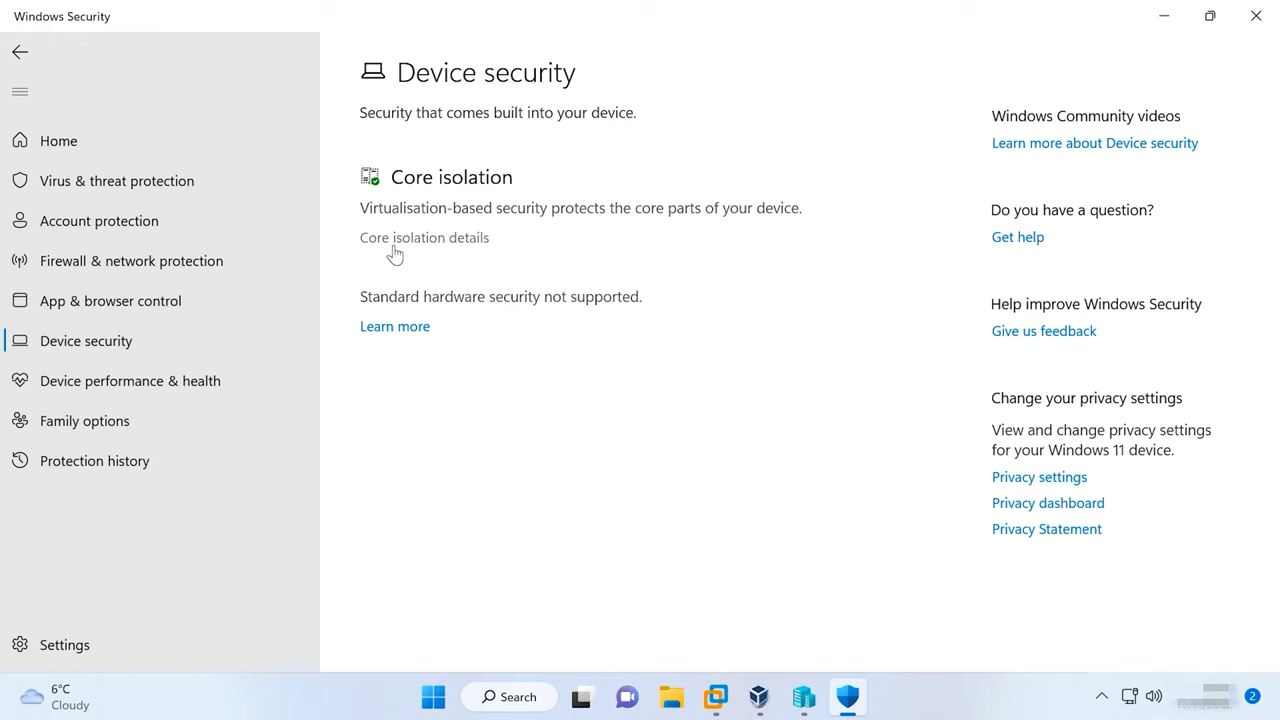 Windows Security
Home
Virus & threat protection
Account protection
Firewall & network protection
App & browser control
Device security
Device performance & health
Family options
Protection history
Settings
Device security
Security that comes built into your device.
Core isolation
Virtualisation-based security protects the core parts of your device.
Core isolation details
Standard hardware security not supported.
Learn more
Windows Community videos
Learn more about Device security
Do you have a question?
Get help
Help improve Windows Security
Give us feedback
Change your privacy settings
View and change privacy settings
for your Windows 11 device.
Privacy settings
Privacy dashboard
Privacy Statement
6°C
Cloudy
Search
2